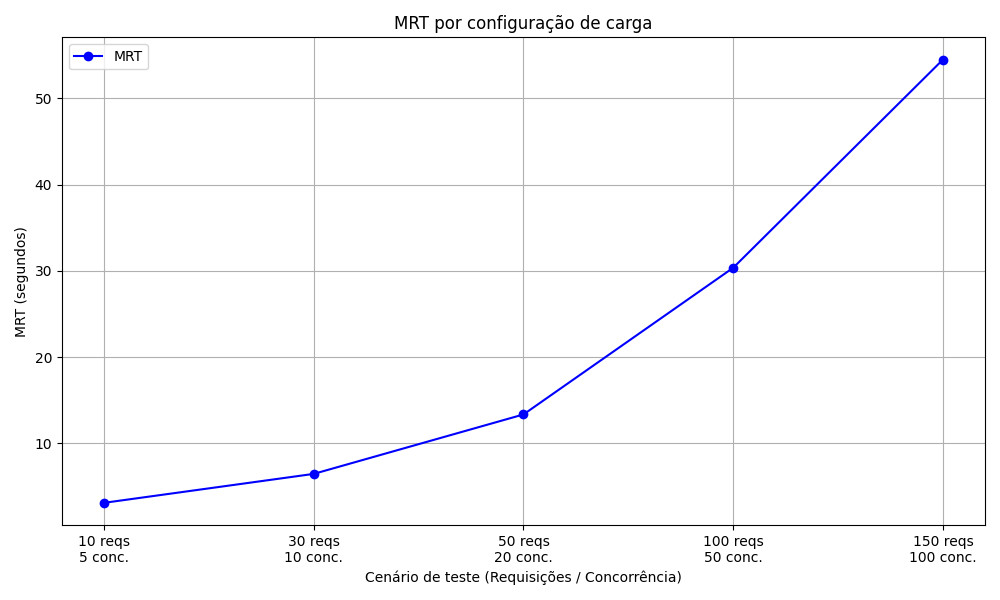 MRT por configuração de carga
MRT
MRT (segundos)
50
40
30
20
10
10 reqs
5 conc.
30 reqs
10 conc.
50 reqs
20 conc.
100 reqs
50 conc.
150 reqs
100 conc.
Cenário de teste (Requisições / Concorrência)